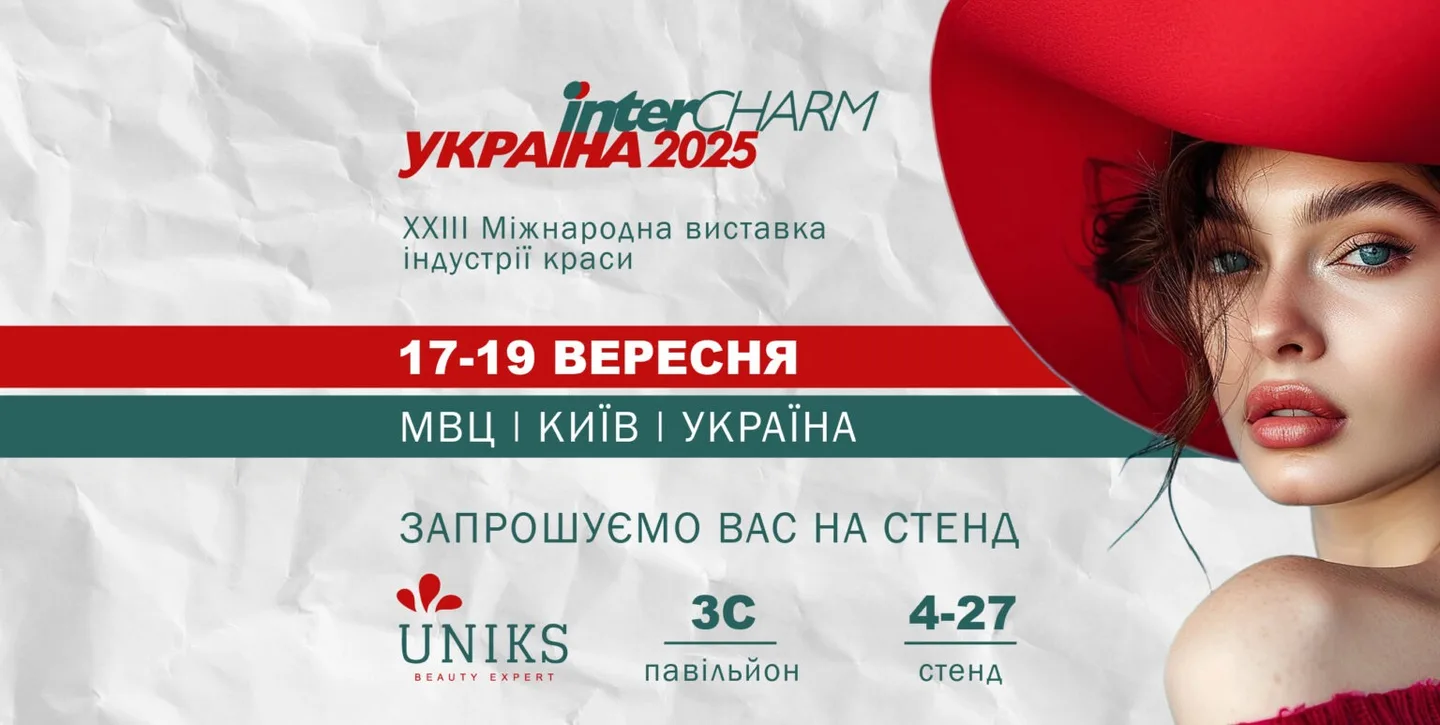 interCHARM
УКРАЇНА 2025
XXIII Міжнародна виставка
індустрії краси
17-19 ВЕРЕСНЯ
МВЦ | КИЇВ | УКРАЇНА
ЗАПРОШУЄМО ВАС НА СТЕНД
UNIKS
BEAUTY EXPERT
3С
павільйон
4-27
стенд